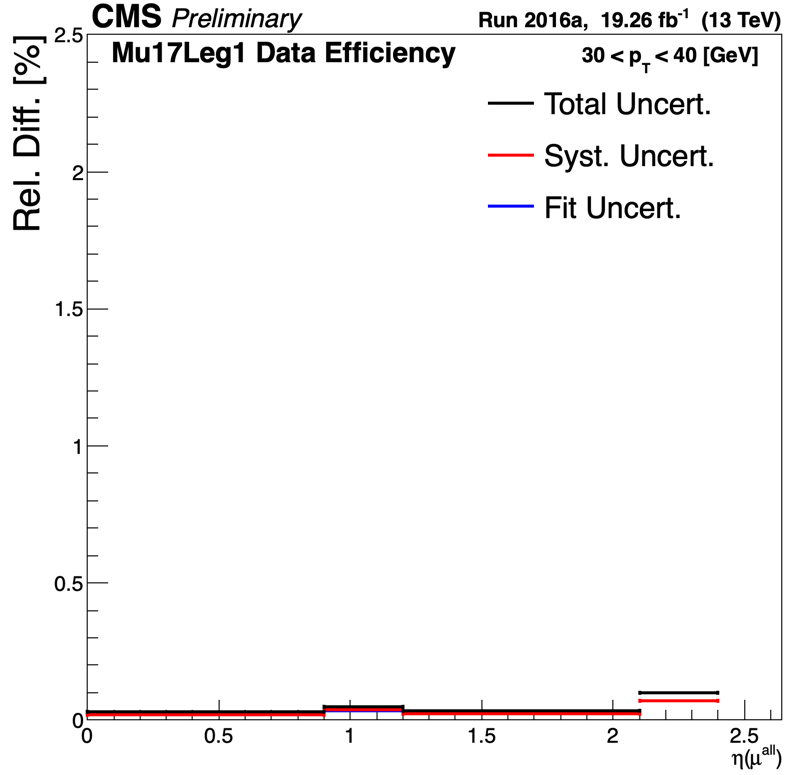 CMS Preliminary
Run 2016a, 19.26 fb⁻¹ (13 TeV)
Mu17Leg1 Data Efficiency
30 < p_T < 40 [GeV]
Total Uncert.
Syst. Uncert.
Fit Uncert.
Rel. Diff. [%]
2.5
2
1.5
1
0.5
0
0
0.5
1
1.5
2
2.5
η(μ^all)